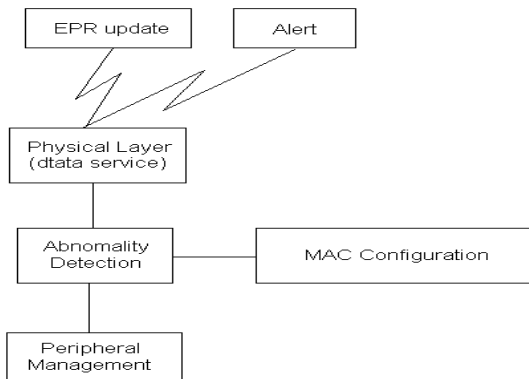 EPR update
Alert
Physical Layer
(dtata service)
Abnomality
Detection
MAC Configuration
Peripheral
Management